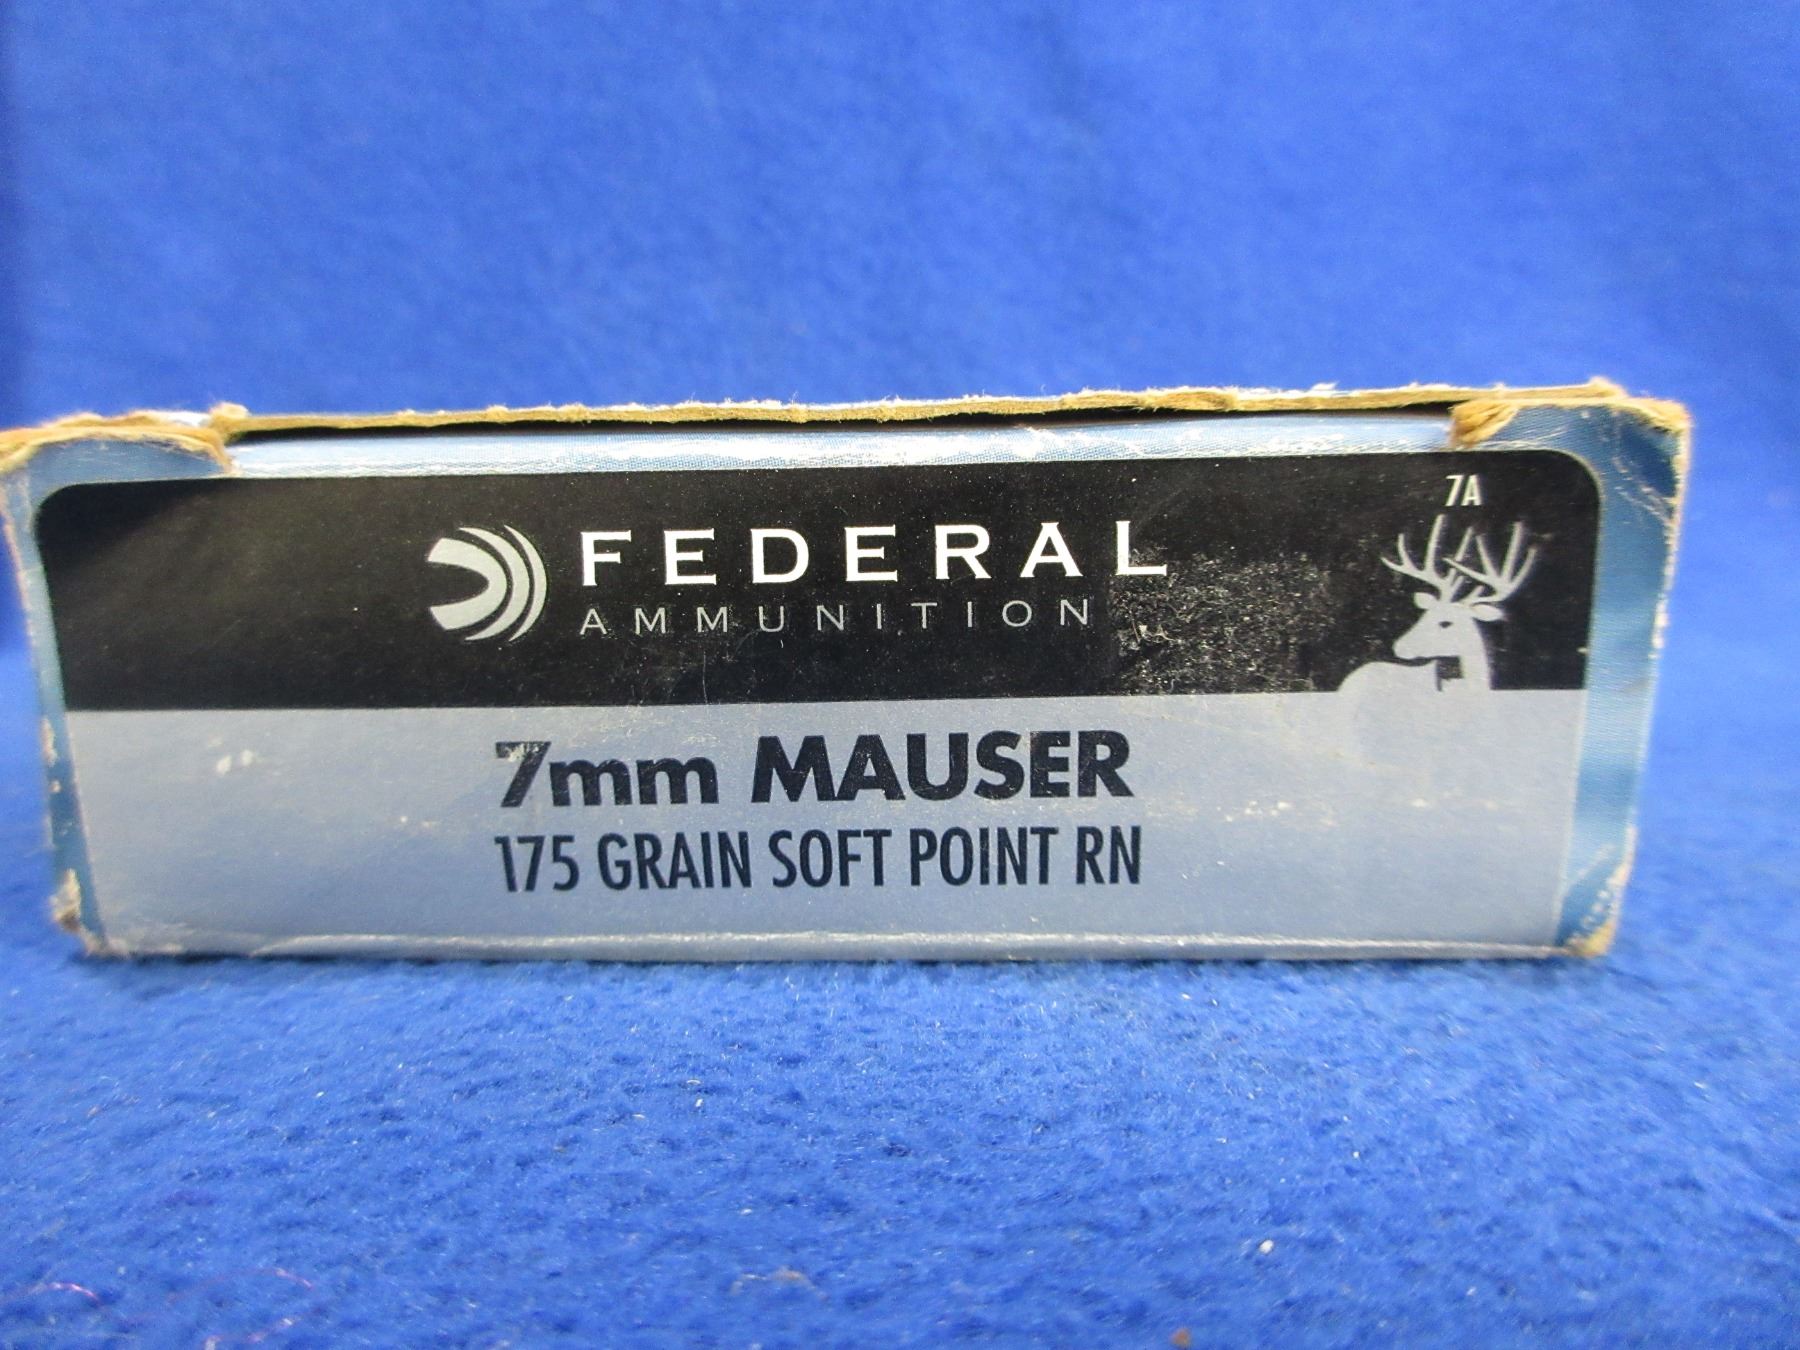 7A
FEDERAL
AMMUNITION
7mm MAUSER
175 GRAIN SOFT POINT RN